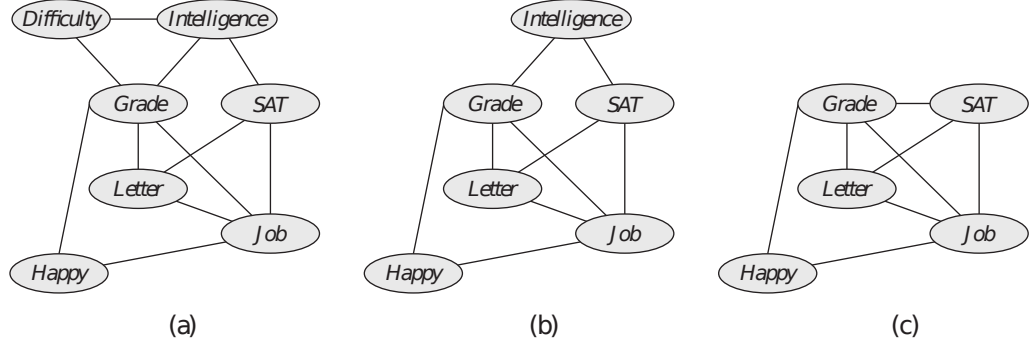 Difficulty Intelligence
Grade SAT
Letter
Job
Happy
(a)
Intelligence
Grade SAT
Letter
Job
Happy
(b)
Grade SAT
Letter
Job
Happy
(c)